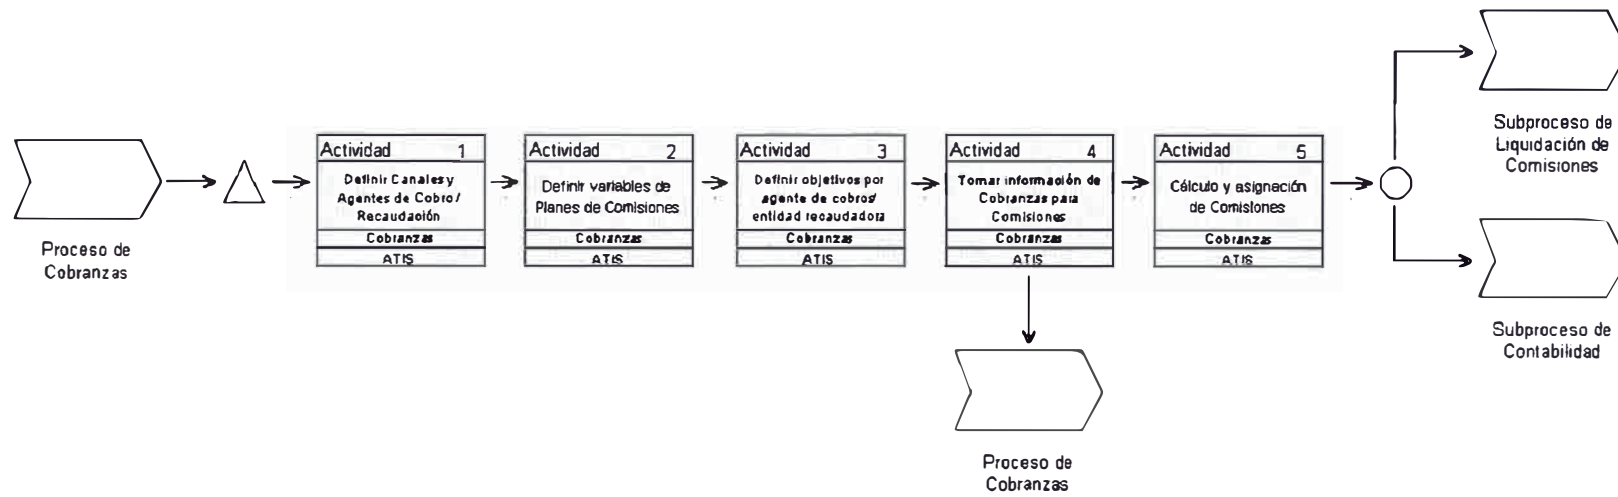 Proceso de
Cobranzas
Actividad 1
Definir Canales y
Agentes de Cobro/
Recaudación
Cobranzas
ATIS
Actividad 2
Definir variables de
Planes de Comisiones
Cobranzas
ATIS
Actividad 3
Definir objetivos por
agente de cobros/
entidad recaudadora
Cobranzas
ATIS
Actividad 4
Tomar información de
Cobranzas para
Comisiones
Cobranzas
ATIS
Actividad 5
Cálculo y asignación
de Comisiones
Cobranzas
ATIS
Subproceso de
Liquidación de
Comisiones
Subproceso de
Contabilidad
Proceso de
Cobranzas